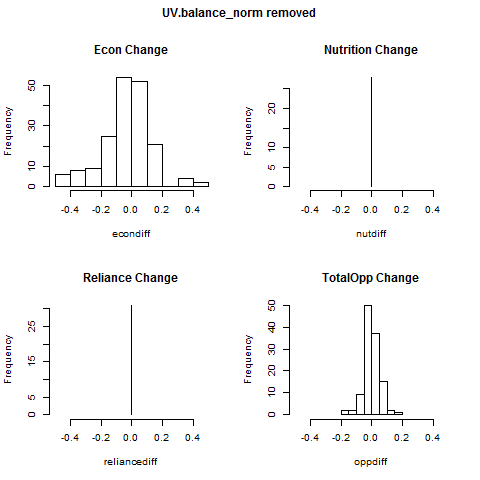 UV.balance_norm removed
Econ Change
Frequency
0
10
30
50
-0.4
-0.2
0.0
0.2
0.4
econdiff
Nutrition Change
Frequency
0
5
10
20
-0.4
-0.2
0.0
0.2
0.4
nutdiff
Reliance Change
Frequency
0
5
15
25
-0.4
-0.2
0.0
0.2
0.4
reliancediff
TotalOpp Change
Frequency
0
10
20
30
40
50
-0.4
-0.2
0.0
0.2
0.4
oppdiff